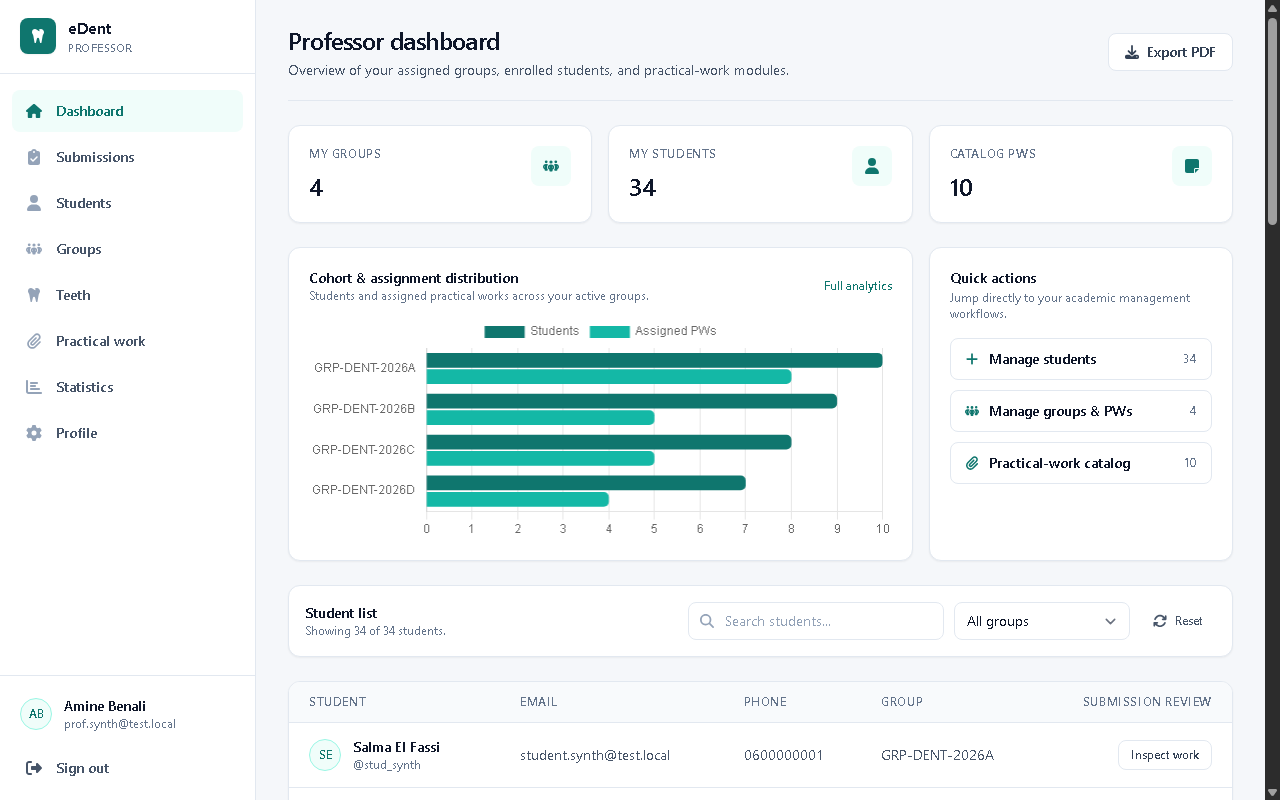 eDent
PROFESSOR
Dashboard
Submissions
Students
Groups
Teeth
Practical work
Statistics
Profile
AB
Amine Benali
prof.synth@test.local
Sign out
Professor dashboard
Overview of your assigned groups, enrolled students, and practical-work modules.
Export PDF
MY GROUPS
4
MY STUDENTS
34
CATALOG PWS
10
Cohort & assignment distribution
Students and assigned practical works across your active groups.
Full analytics
Students Assigned PWs
GRP-DENT-2026A
GRP-DENT-2026B
GRP-DENT-2026C
GRP-DENT-2026D
0 1 2 3 4 5 6 7 8 9 10
Quick actions
Jump directly to your academic management
workflows.
Manage students 34
Manage groups & PWs 4
Practical-work catalog 10
Student list
Showing 34 of 34 students.
Search students...
All groups
Reset
STUDENT EMAIL PHONE GROUP SUBMISSION REVIEW
SE Salma El Fassi student.synth@test.local 0600000001 GRP-DENT-2026A Inspect work
@stud_synth